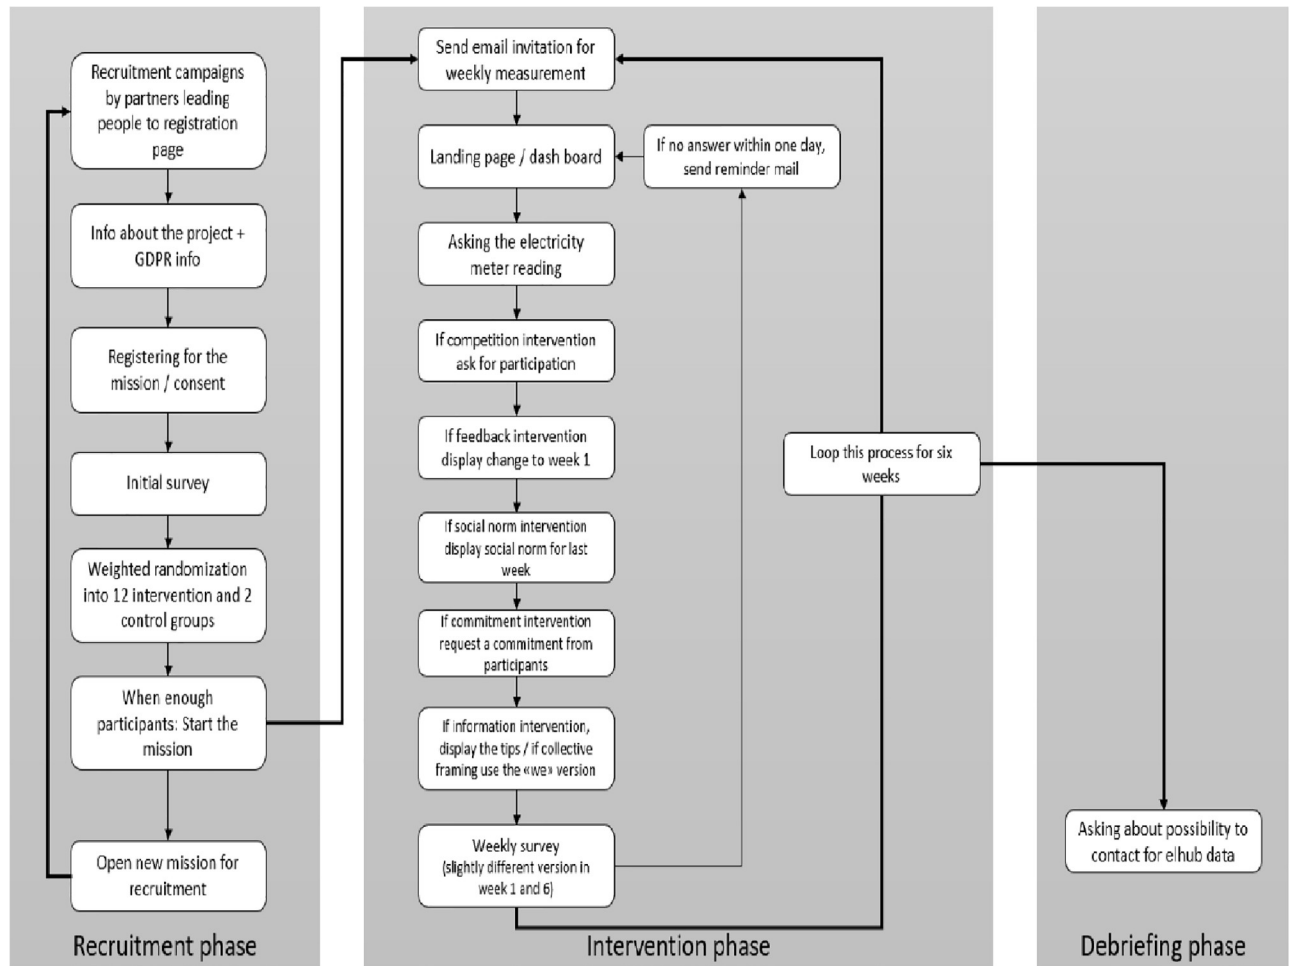 Recruitment campaigns
by partners leading
people to registration
page
Info about the project +
GDPR info
Registering for the
mission / consent
Initial survey
Weighted randomization
into 12 intervention and 2
control groups
When enough
participants: Start the
mission
Open new mission for
recruitment
Recruitment phase
Send email invitation for
weekly measurement
Landing page / dash board
If no answer within one day,
send reminder mail
Asking the electricity
meter reading
If competition intervention
ask for participation
If feedback intervention
display change to week 1
If social norm intervention
display social norm for last
week
If commitment intervention
request a commitment from
participants
If information intervention,
display the tips / if collective
framing use the «we» version
Weekly survey
(slightly different version in
week 1 and 6)
Loop this process for six
weeks
Intervention phase
Asking about possibility to
contact for elhub data
Debriefing phase